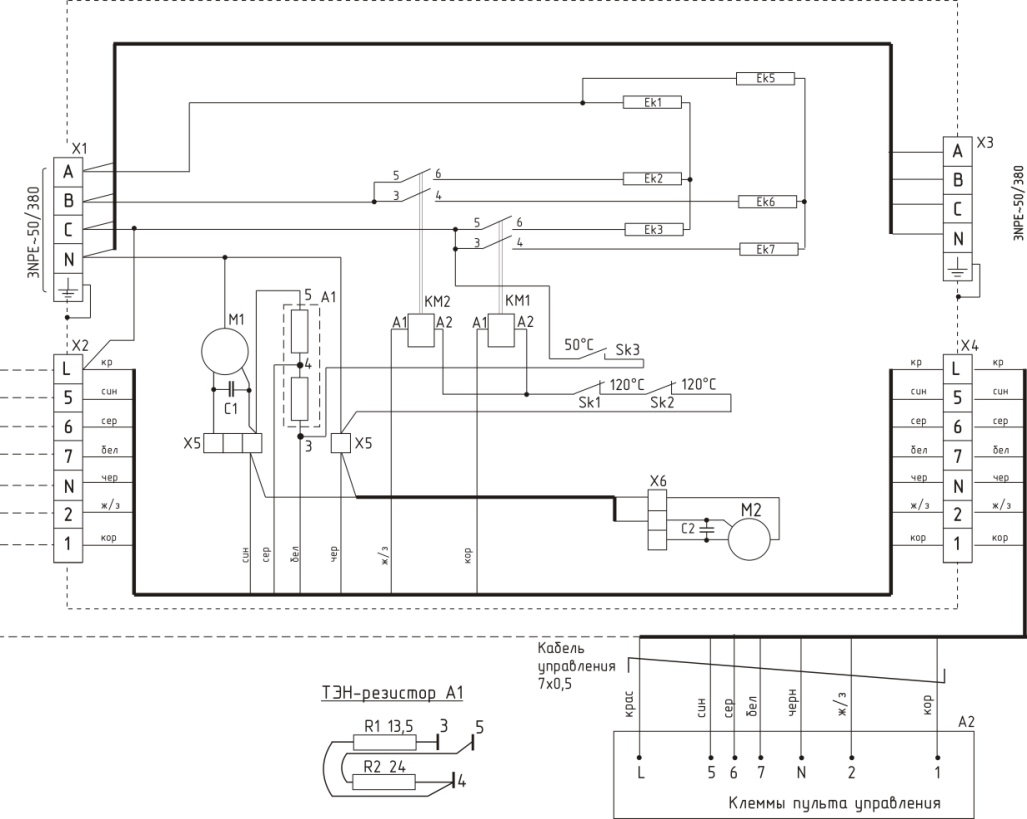 X1
A
B
C
N
3NPE~50/380
Ek5
Ek1
5
6
Ek2
3
4
Ek6
5
6
Ek3
3
4
Ek7
X3
A
B
C
N
3NPE~50/380
M1
C1
5
A1
4
3
KM2
A1
A2
KM1
A1
A2
50°C
Sk3
120°C
120°C
Sk1
Sk2
X5
X5
X2
L
кр
5
син
6
сер
7
бел
N
чер
2
ж/з
1
кор
X6
C2
M2
син
сер
бел
чер
ж/з
кор
X4
кр
L
кр
син
5
син
сер
6
сер
бел
7
бел
чер
N
чер
ж/з
2
ж/з
кор
1
кор
Кабель
управления
7x0,5
крас
син
сер
бел
черн
ж/з
кор
A2
L
5
6
7
N
2
1
Клеммы пульта управления
ТЭН-резистор A1
R1 13,5
3
5
R2 24
4